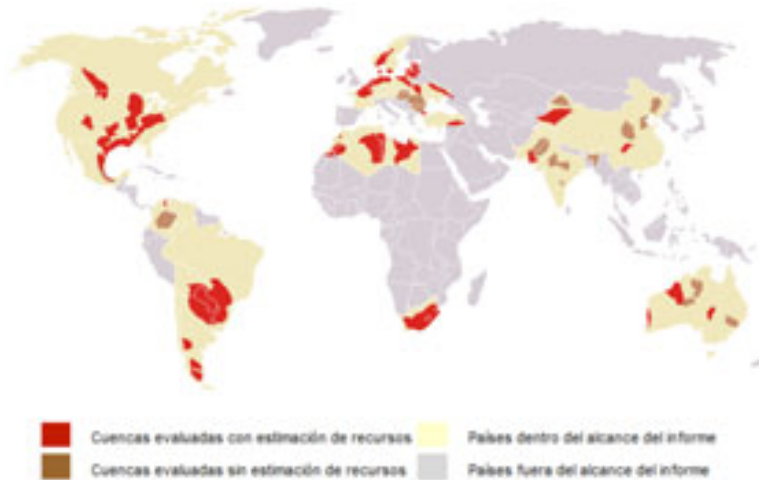 Cuencas evaluadas con estimación de recursos
Países dentro del alcance del informe
Cuencas evaluadas sin estimación de recursos
Países fuera del alcance del informe